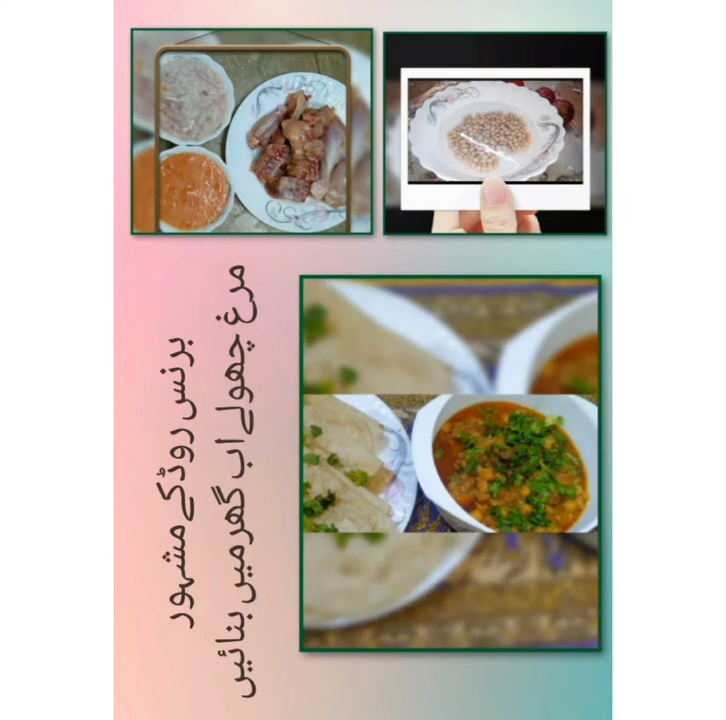 برنس روڈ کے مشہور
مرغ چھولے اب گھر میں بنائیں